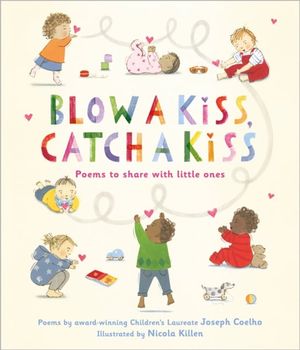 BLOW A KISS,
CATCH A KISS
Poems to share with little ones
Poems by award-winning Children's Laureate Joseph Coelho
Illustrated by Nicola Killen